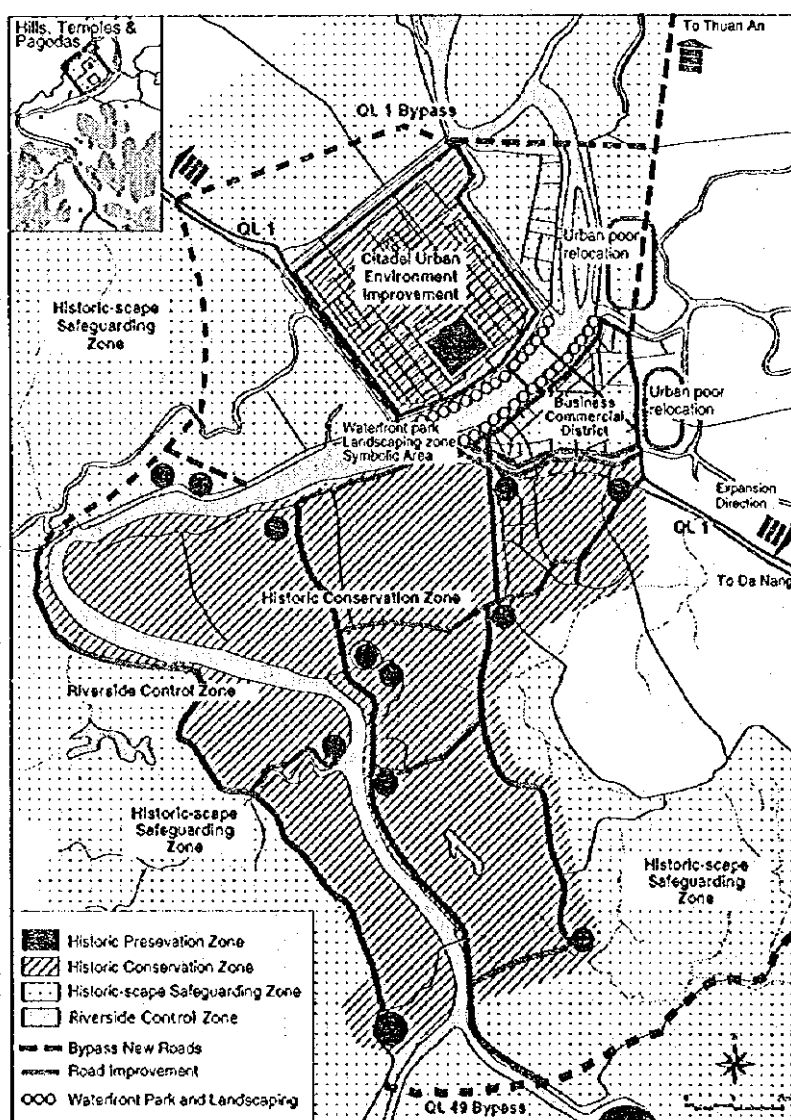 Hills, Temples &
Pagodas
To Thuan An
QL 1 Bypass
QL 1
Citadel Urban
Environment
Improvement
Urban poor
relocation
Historic-scape
Safeguarding
Zone
Urban poor
relocation
Business
Commercial
District
Waterfront park
Landscaping zone
Symbolic Area
Expansion
Direction
QL 1
To Da Nang
Historic Conservation Zone
Riverside Control Zone
Historic-scape
Safeguarding
Zone
Historic-scape
Safeguarding
Zone
Historic Presevation Zone
Historic Conservation Zone
Historic-scape Safeguarding Zone
Riverside Control Zone
Bypass New Roads
Road Improvement
Waterfront Park and Landscaping
QL 49 Bypass